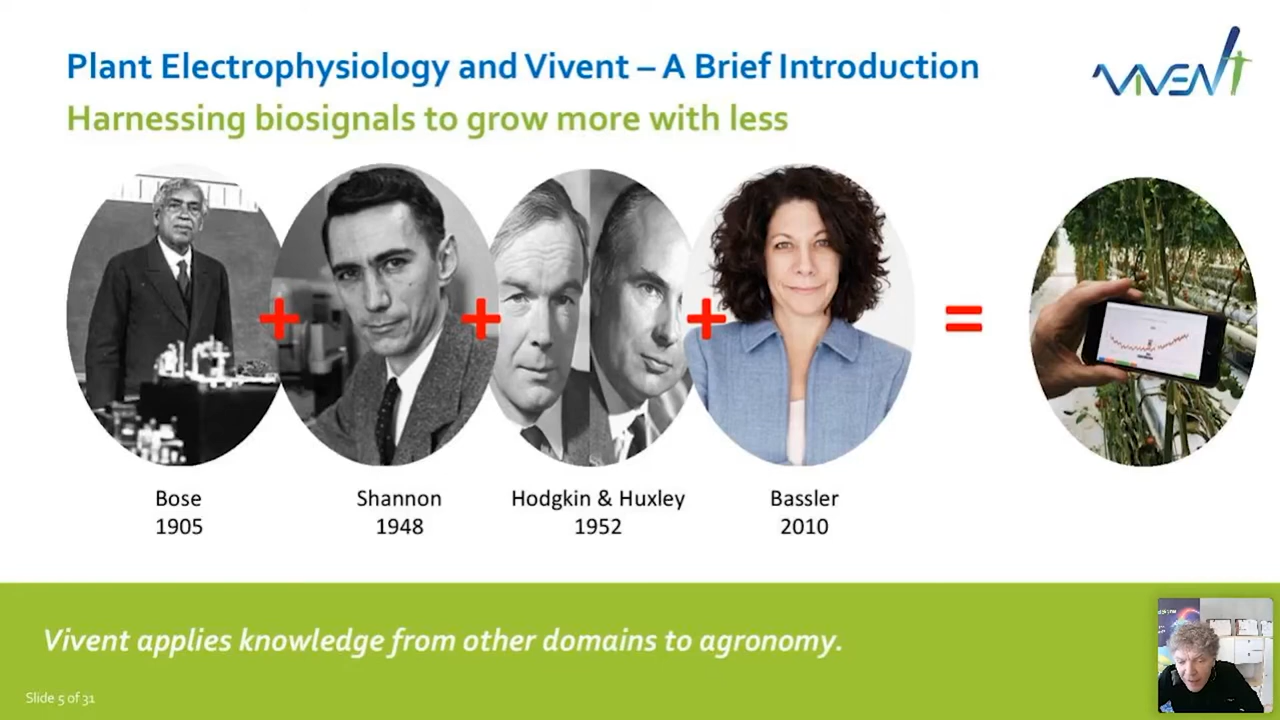 Plant Electrophysiology and Vivent – A Brief Introduction
VIVENT
Harnessing biosignals to grow more with less
+ + + + =
Bose
1905
Shannon
1948
Hodgkin & Huxley
1952
Bassler
2010
Vivent applies knowledge from other domains to agronomy.
Slide 5 of 31